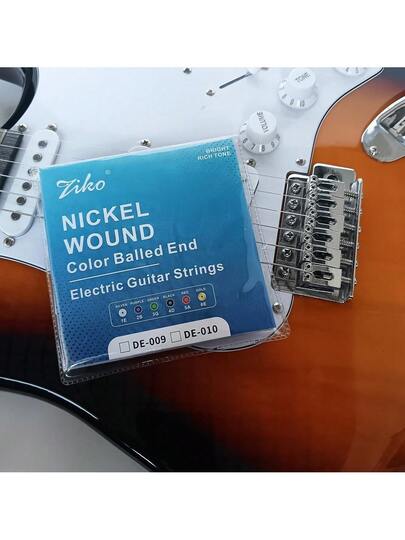 TONE
VOLUME
BRIGHT
RICH TONE
Ziko
NICKEL
WOUND
Color Balled End
Electric Guitar Strings
SILVER PURPLE GREEN BLACK RED GOLD
1E 2B 3G 4D 5A 6E
DE-009 DE-010